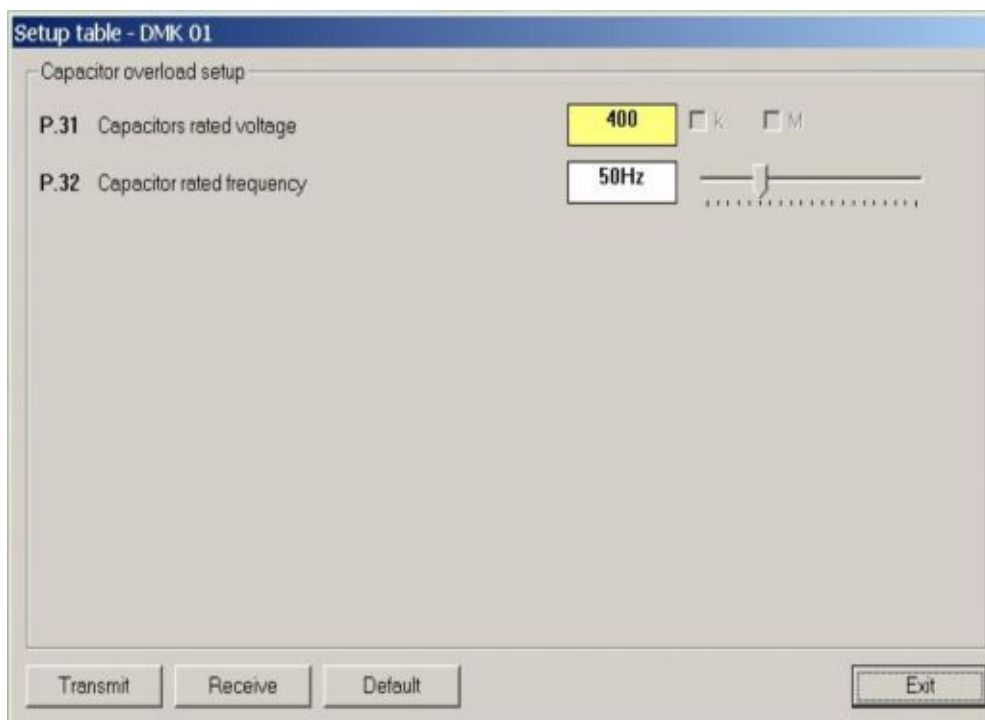 Setup table - DMK 01
Capacitor overload setup
P.31 Capacitors rated voltage 400 k M
P.32 Capacitor rated frequency 50Hz
Transmit Receive Default Exit